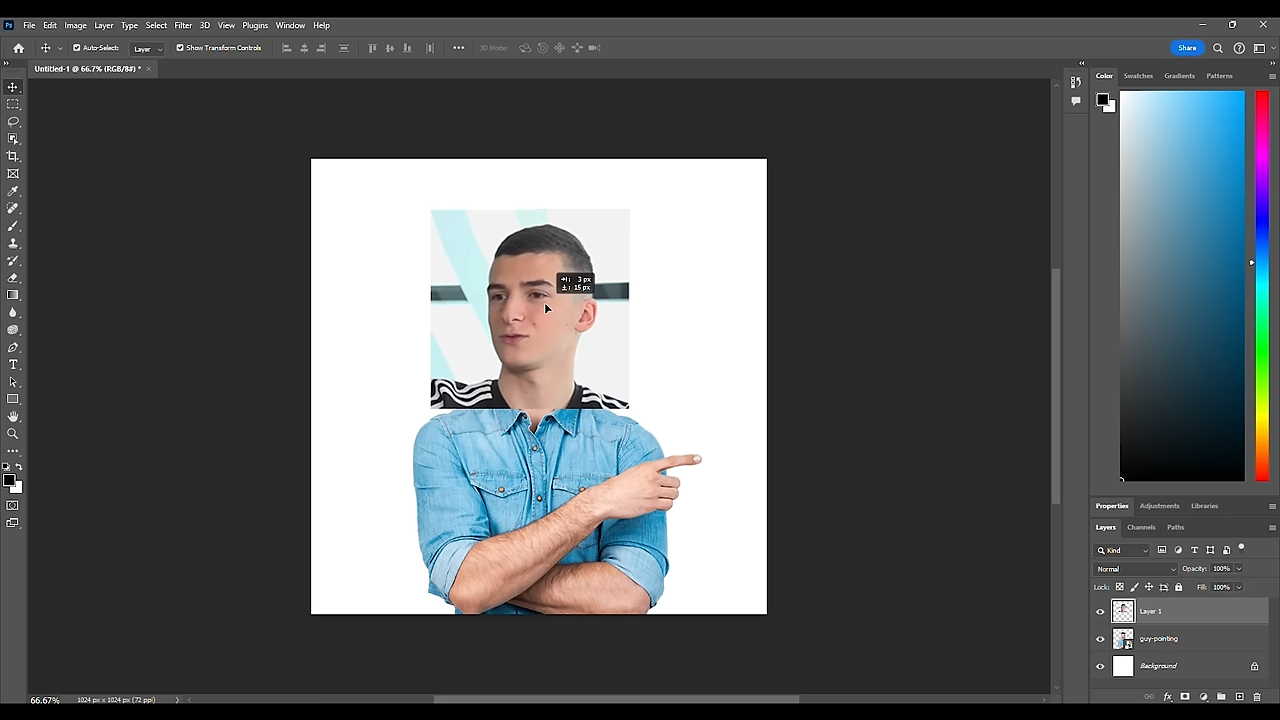 Ps File Edit Image Layer Type Select Filter 3D View Plugins Window Help
Auto-Select: Layer Show Transform Controls 3D Mode: Share
Untitled-1 @ 66.7% (RGB/8#) *
Color Swatches Gradients Patterns
3 px
15 px
Properties Adjustments Libraries
Layers Channels Paths
Kind
Normal Opacity: 100%
Lock: Fill: 100%
Layer 1
guy-pointing
Background
66.67% 1024 px x 1024 px (72 ppi)